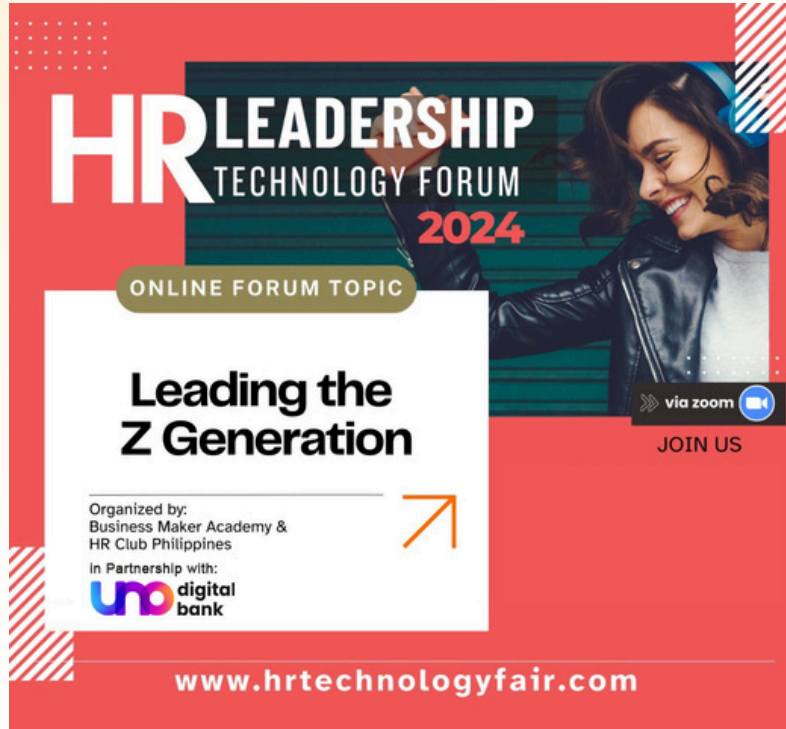 HR LEADERSHIP
TECHNOLOGY FORUM
2024
ONLINE FORUM TOPIC
Leading the
Z Generation
via zoom
JOIN US
Organized by:
Business Maker Academy &
HR Club Philippines
in Partnership with:
uno digital
bank
www.hrtechnologyfair.com